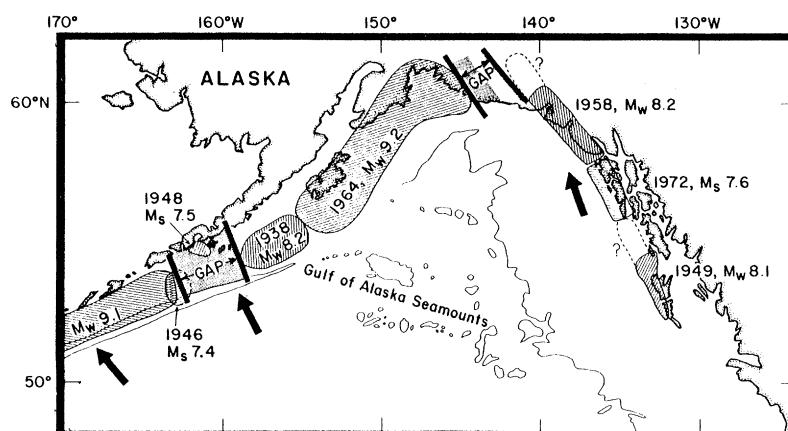 170°
160°W
150°
140°
130°W
60°N
50°
ALASKA
GAP
?
1958, Mw 8.2
1964, Mw 9.2
1972, Ms 7.6
1948
Ms 7.5
1938
Mw 8.2
GAP
?
1949, Mw 8.1
Gulf of Alaska Seamounts
Mw 9.1
1946
Ms 7.4